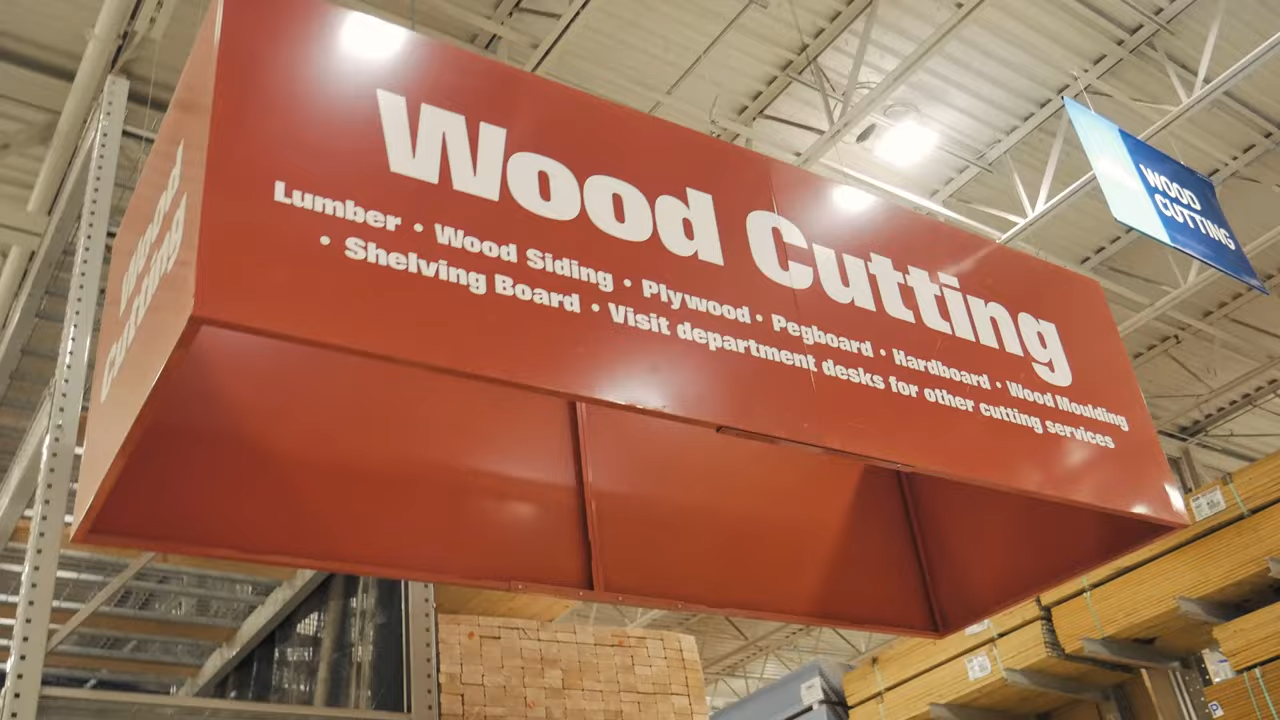 Wood Cutting
Lumber • Wood Siding • Plywood • Pegboard • Hardboard • Wood Moulding
• Shelving Board • Visit department desks for other cutting services
Wood
Cutting
WOOD
CUTTING